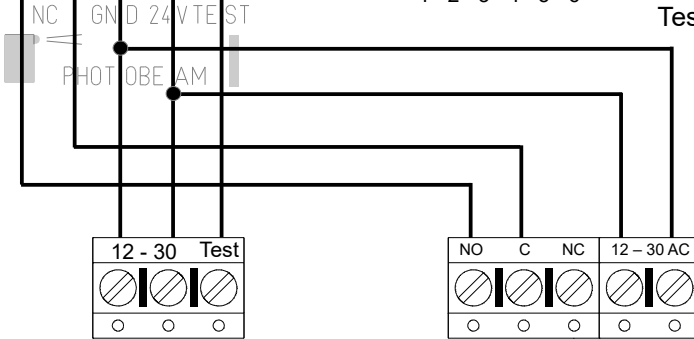 Tes
NC GND 24V TEST
PHOTOBEAM
12 - 30 Test
NO C NC 12 – 30 AC